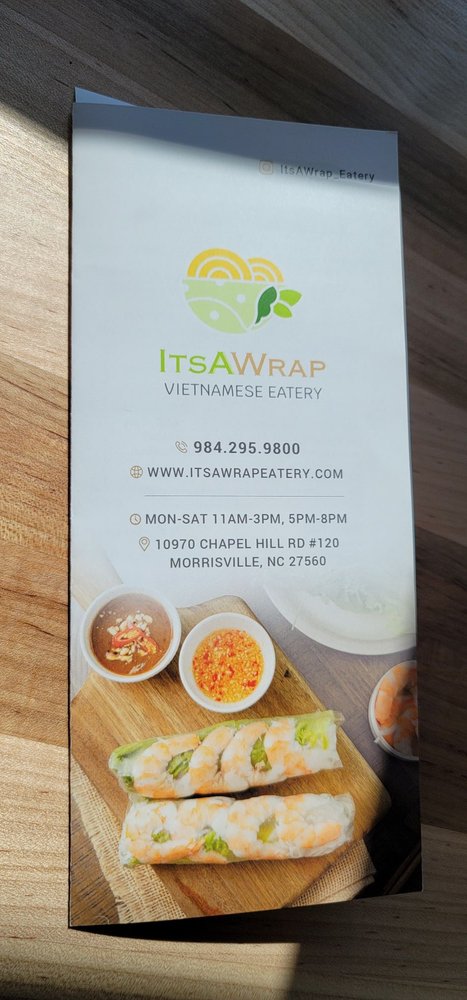 ItsAWrap_Eatery
ITSAWRAP
VIETNAMESE EATERY
984.295.9800
WWW.ITSAWRAPEATERY.COM
MON-SAT 11AM-3PM, 5PM-8PM
10970 CHAPEL HILL RD #120
MORRISVILLE, NC 27560